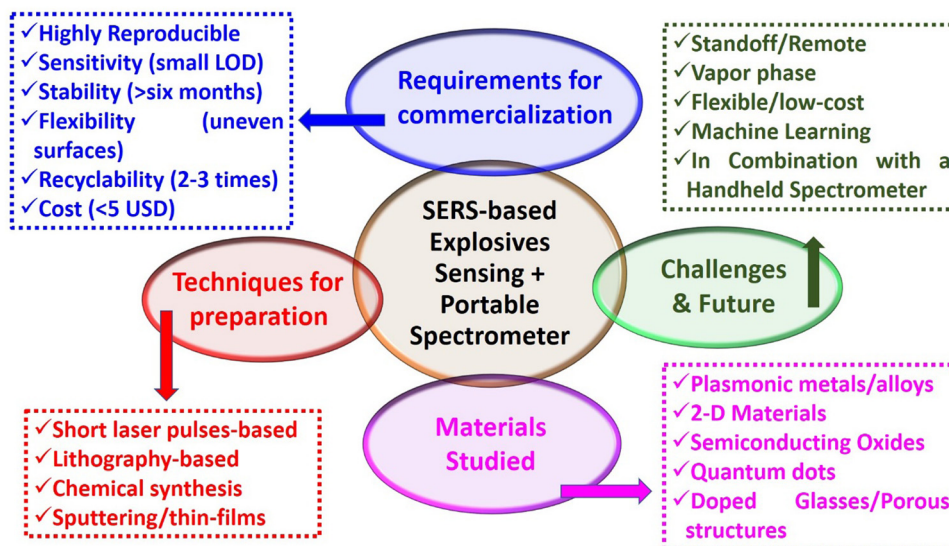 ✓Highly Reproducible
✓Sensitivity (small LOD)
✓Stability (>six months)
✓Flexibility (uneven
surfaces)
✓Recyclability (2-3 times)
✓Cost (<5 USD)
Requirements for
commercialization
✓Standoff/Remote
✓Vapor phase
✓Flexible/low-cost
✓Machine Learning
✓In Combination with a
Handheld Spectrometer
SERS-based
Explosives
Sensing +
Portable
Spectrometer
Techniques for
preparation
Challenges
& Future
✓Short laser pulses-based
✓Lithography-based
✓Chemical synthesis
✓Sputtering/thin-films
Materials
Studied
✓Plasmonic metals/alloys
✓2-D Materials
✓Semiconducting Oxides
✓Quantum dots
✓Doped Glasses/Porous
structures